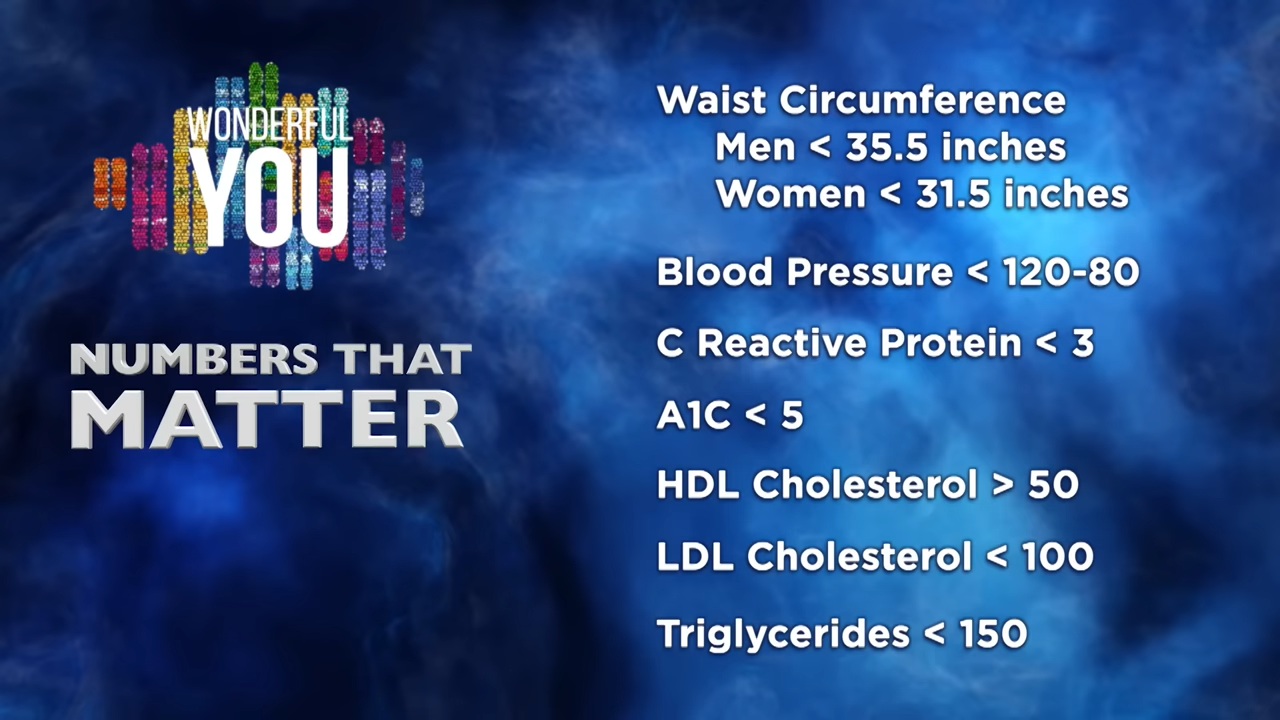 WONDERFUL
YOU
NUMBERS THAT
MATTER
Waist Circumference
Men < 35.5 inches
Women < 31.5 inches
Blood Pressure < 120-80
C Reactive Protein < 3
A1C < 5
HDL Cholesterol > 50
LDL Cholesterol < 100
Triglycerides < 150